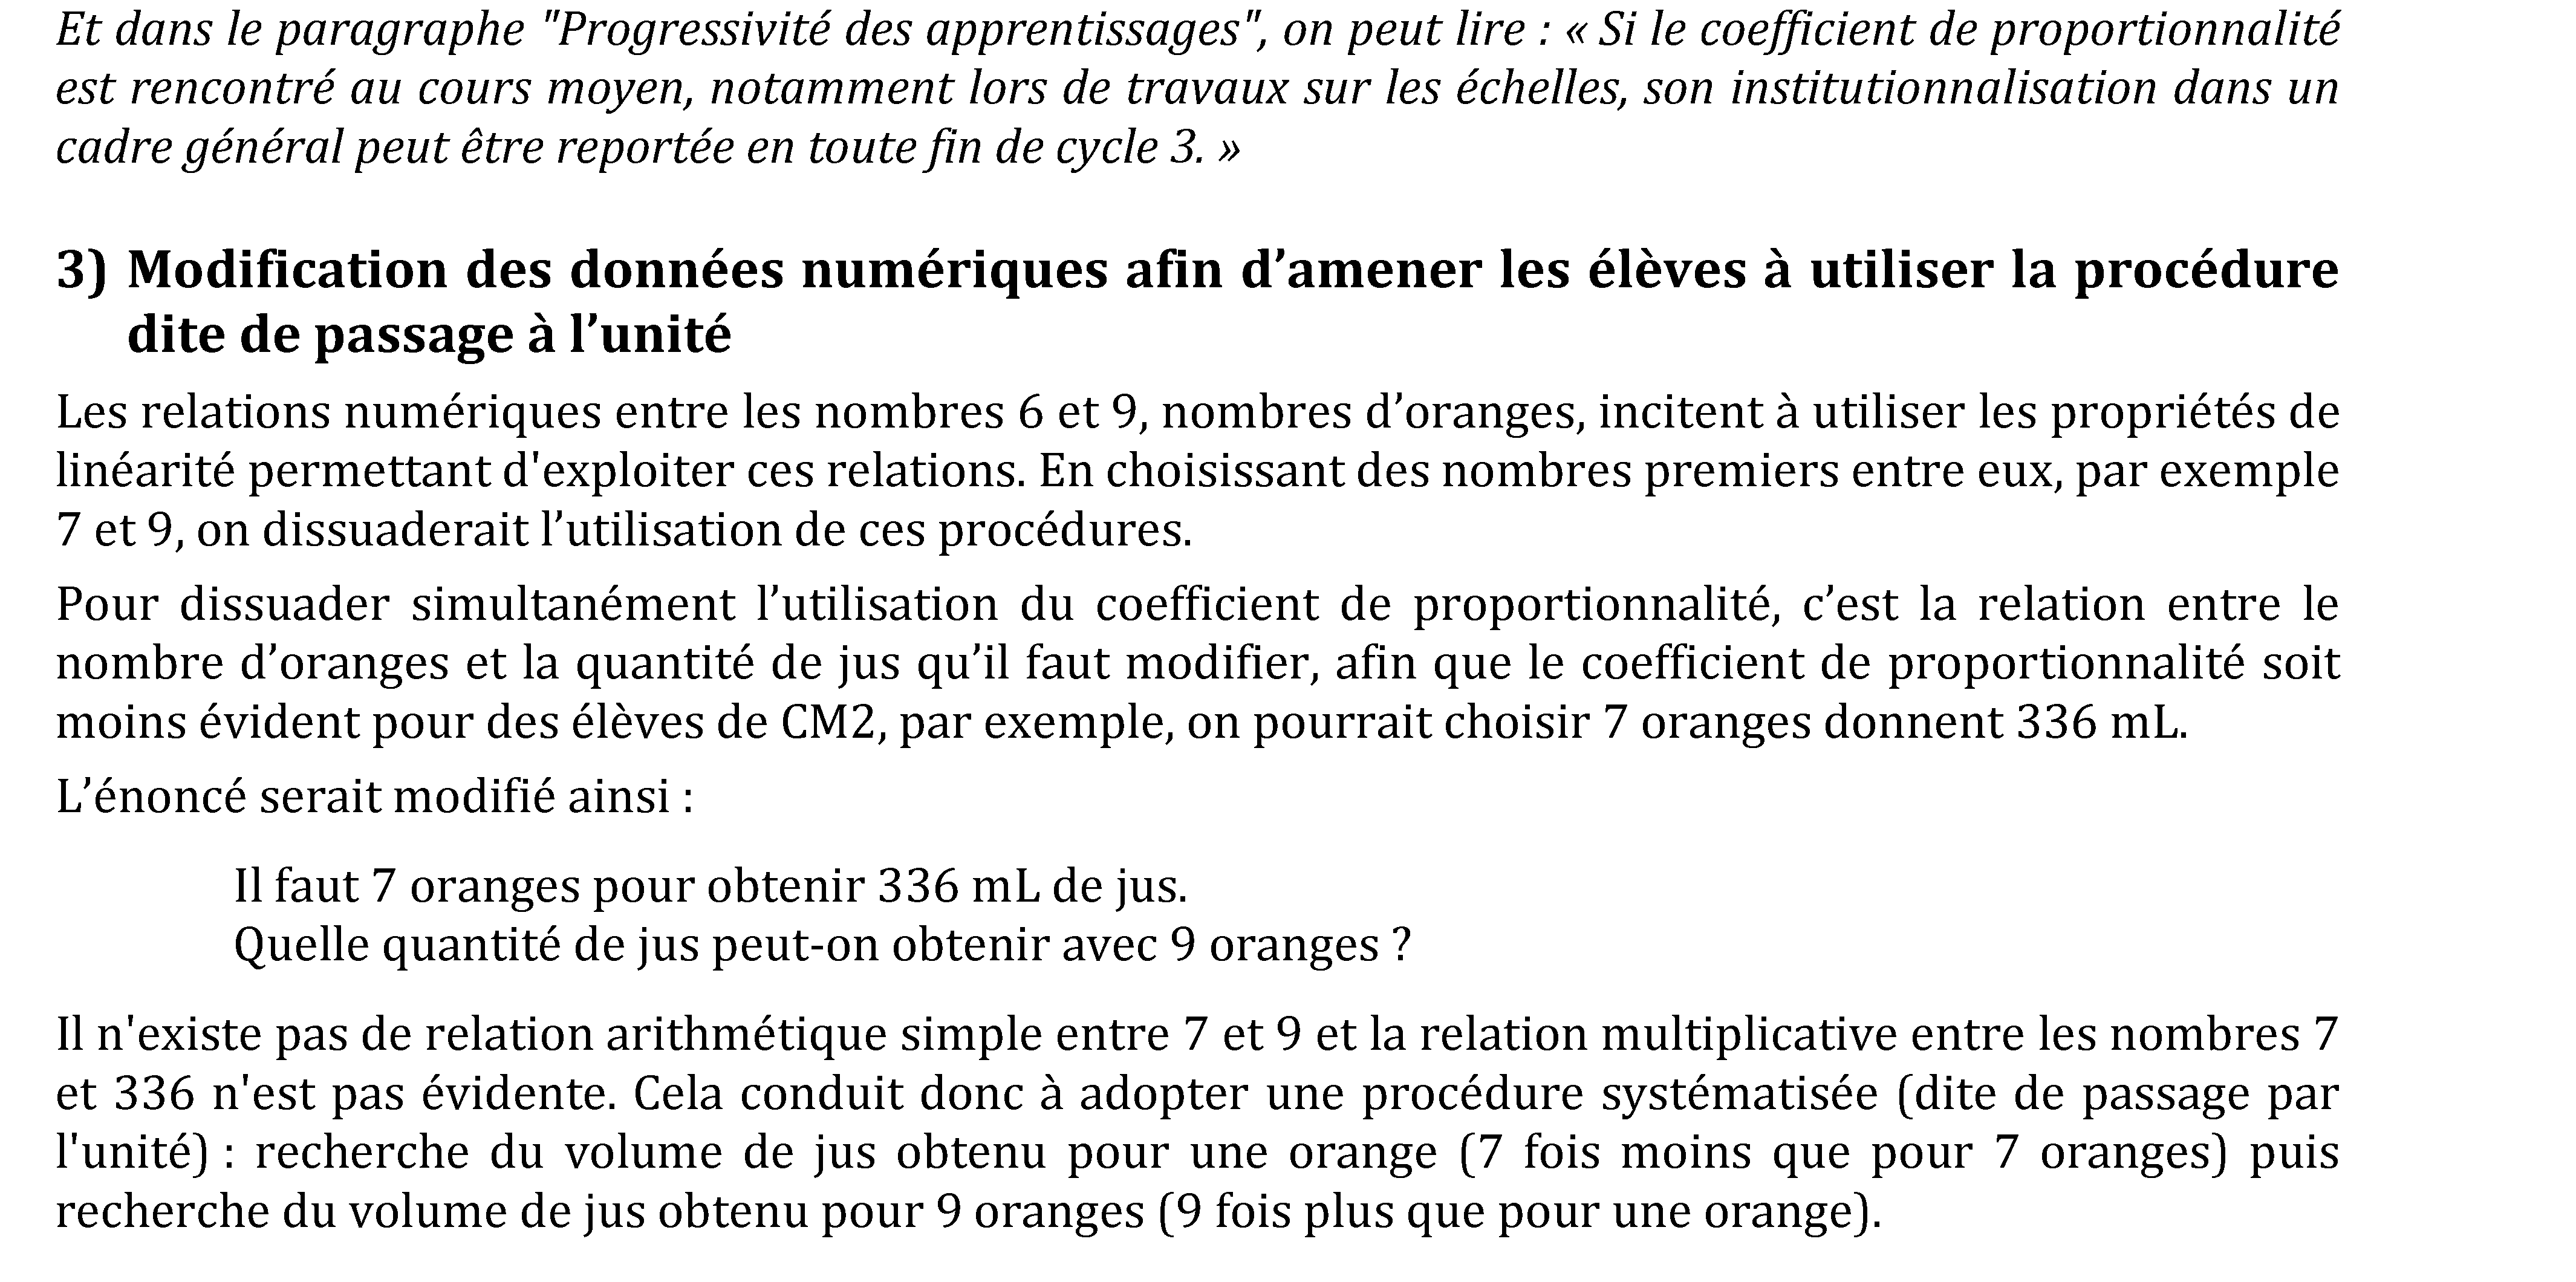 Et dans le paragraphe "Progressivité des apprentissages", on peut lire : « Si le coefficient de proportionnalité
est rencontré au cours moyen, notamment lors de travaux sur les échelles, son institutionnalisation dans un
cadre général peut être reportée en toute fin de cycle 3. »
3) Modification des données numériques afin d’amener les élèves à utiliser la procédure
dite de passage à l’unité
Les relations numériques entre les nombres 6 et 9, nombres d’oranges, incitent à utiliser les propriétés de
linéarité permettant d'exploiter ces relations. En choisissant des nombres premiers entre eux, par exemple
7 et 9, on dissuaderait l’utilisation de ces procédures.
Pour dissuader simultanément l’utilisation du coefficient de proportionnalité, c’est la relation entre le
nombre d’oranges et la quantité de jus qu’il faut modifier, afin que le coefficient de proportionnalité soit
moins évident pour des élèves de CM2, par exemple, on pourrait choisir 7 oranges donnent 336 mL.
L’énoncé serait modifié ainsi :
Il faut 7 oranges pour obtenir 336 mL de jus.
Quelle quantité de jus peut-on obtenir avec 9 oranges ?
Il n'existe pas de relation arithmétique simple entre 7 et 9 et la relation multiplicative entre les nombres 7
et 336 n'est pas évidente. Cela conduit donc à adopter une procédure systématisée (dite de passage par
l'unité) : recherche du volume de jus obtenu pour une orange (7 fois moins que pour 7 oranges) puis
recherche du volume de jus obtenu pour 9 oranges (9 fois plus que pour une orange).